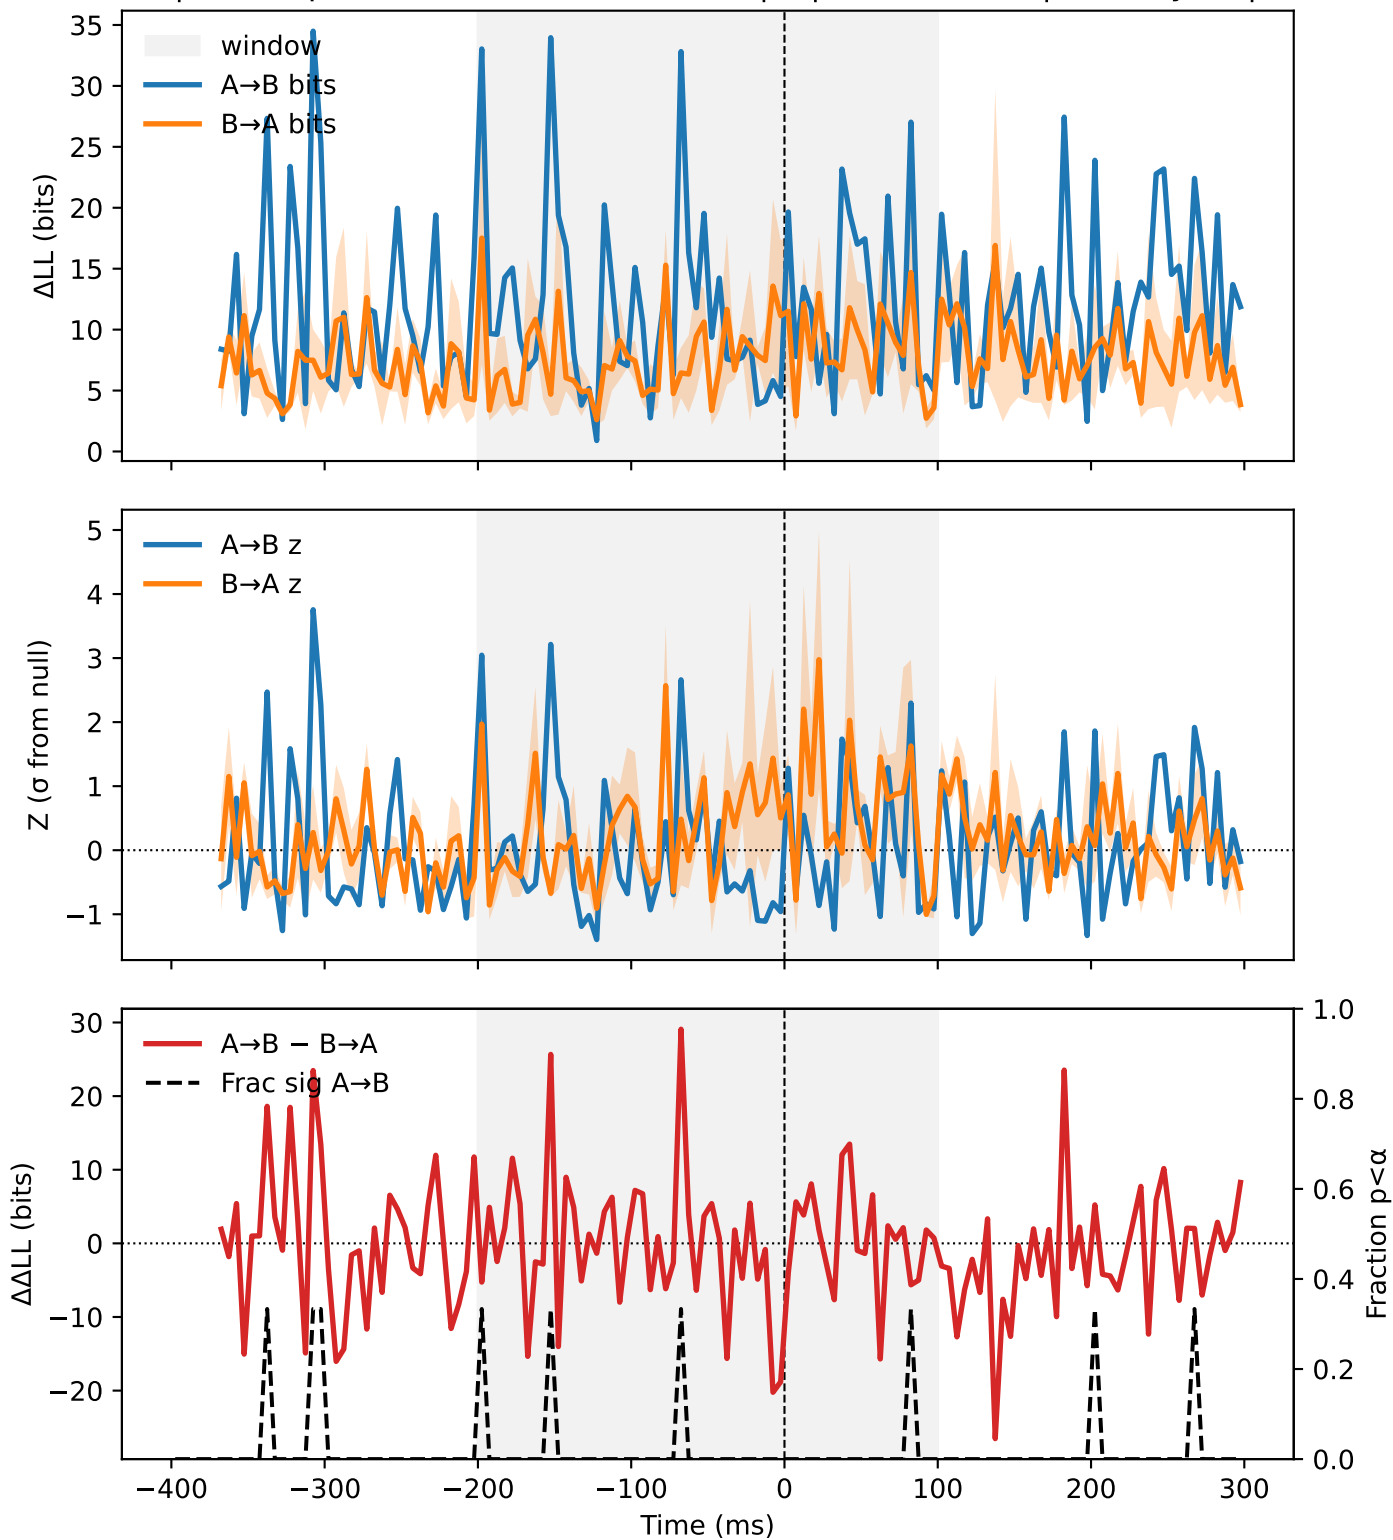 ΔLL (bits)
35
30
25
20
15
10
5
0
window
A→B bits
B→A bits
Z (σ from null)
5
4
3
2
1
0
−1
A→B z
B→A z
ΔΔLL (bits)
30
20
10
0
−10
−20
A→B − B→A
Frac sig A→B
1.0
0.8
0.6
0.4
0.2
0.0
Fraction p<α
−400 −300 −200 −100 0 100 200 300
Time (ms)